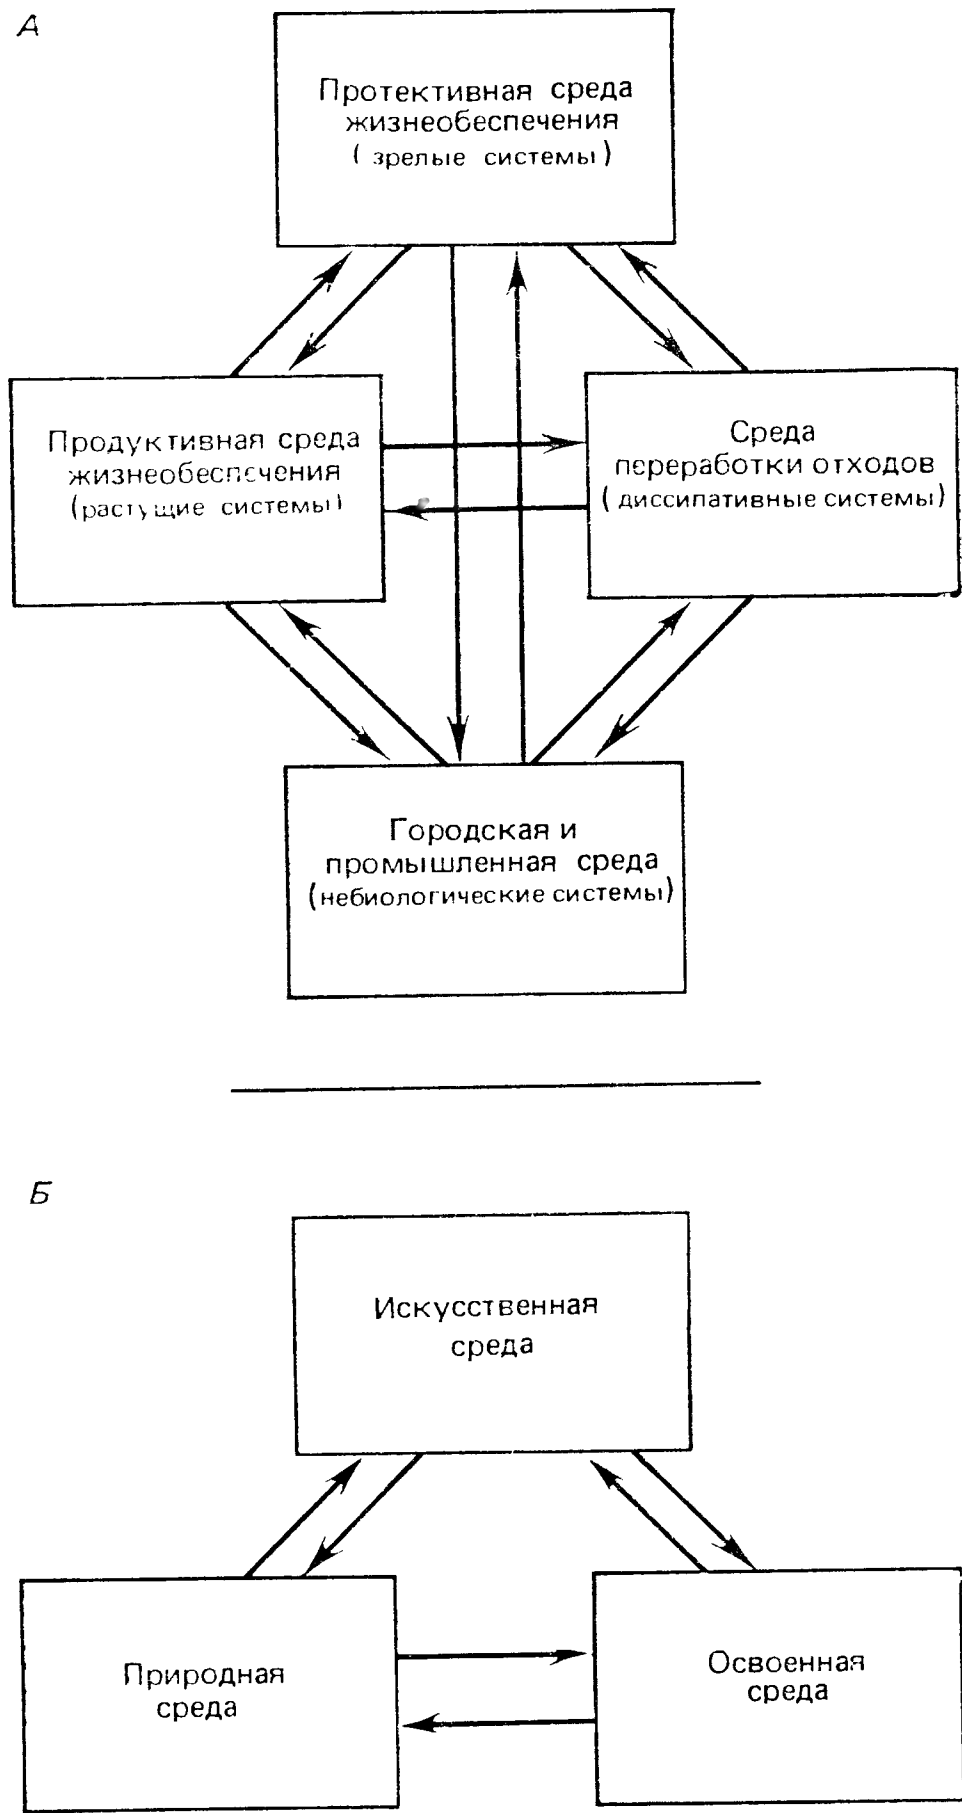 А
Протективная среда
жизнеобеспечения
(зрелые системы)
Продуктивная среда
жизнеобеспечения
(растущие системы)
Среда
переработки отходов
(диссипативные системы)
Городская и
промышленная среда
(небиологические системы)
Б
Искусственная
среда
Природная
среда
Освоенная
среда